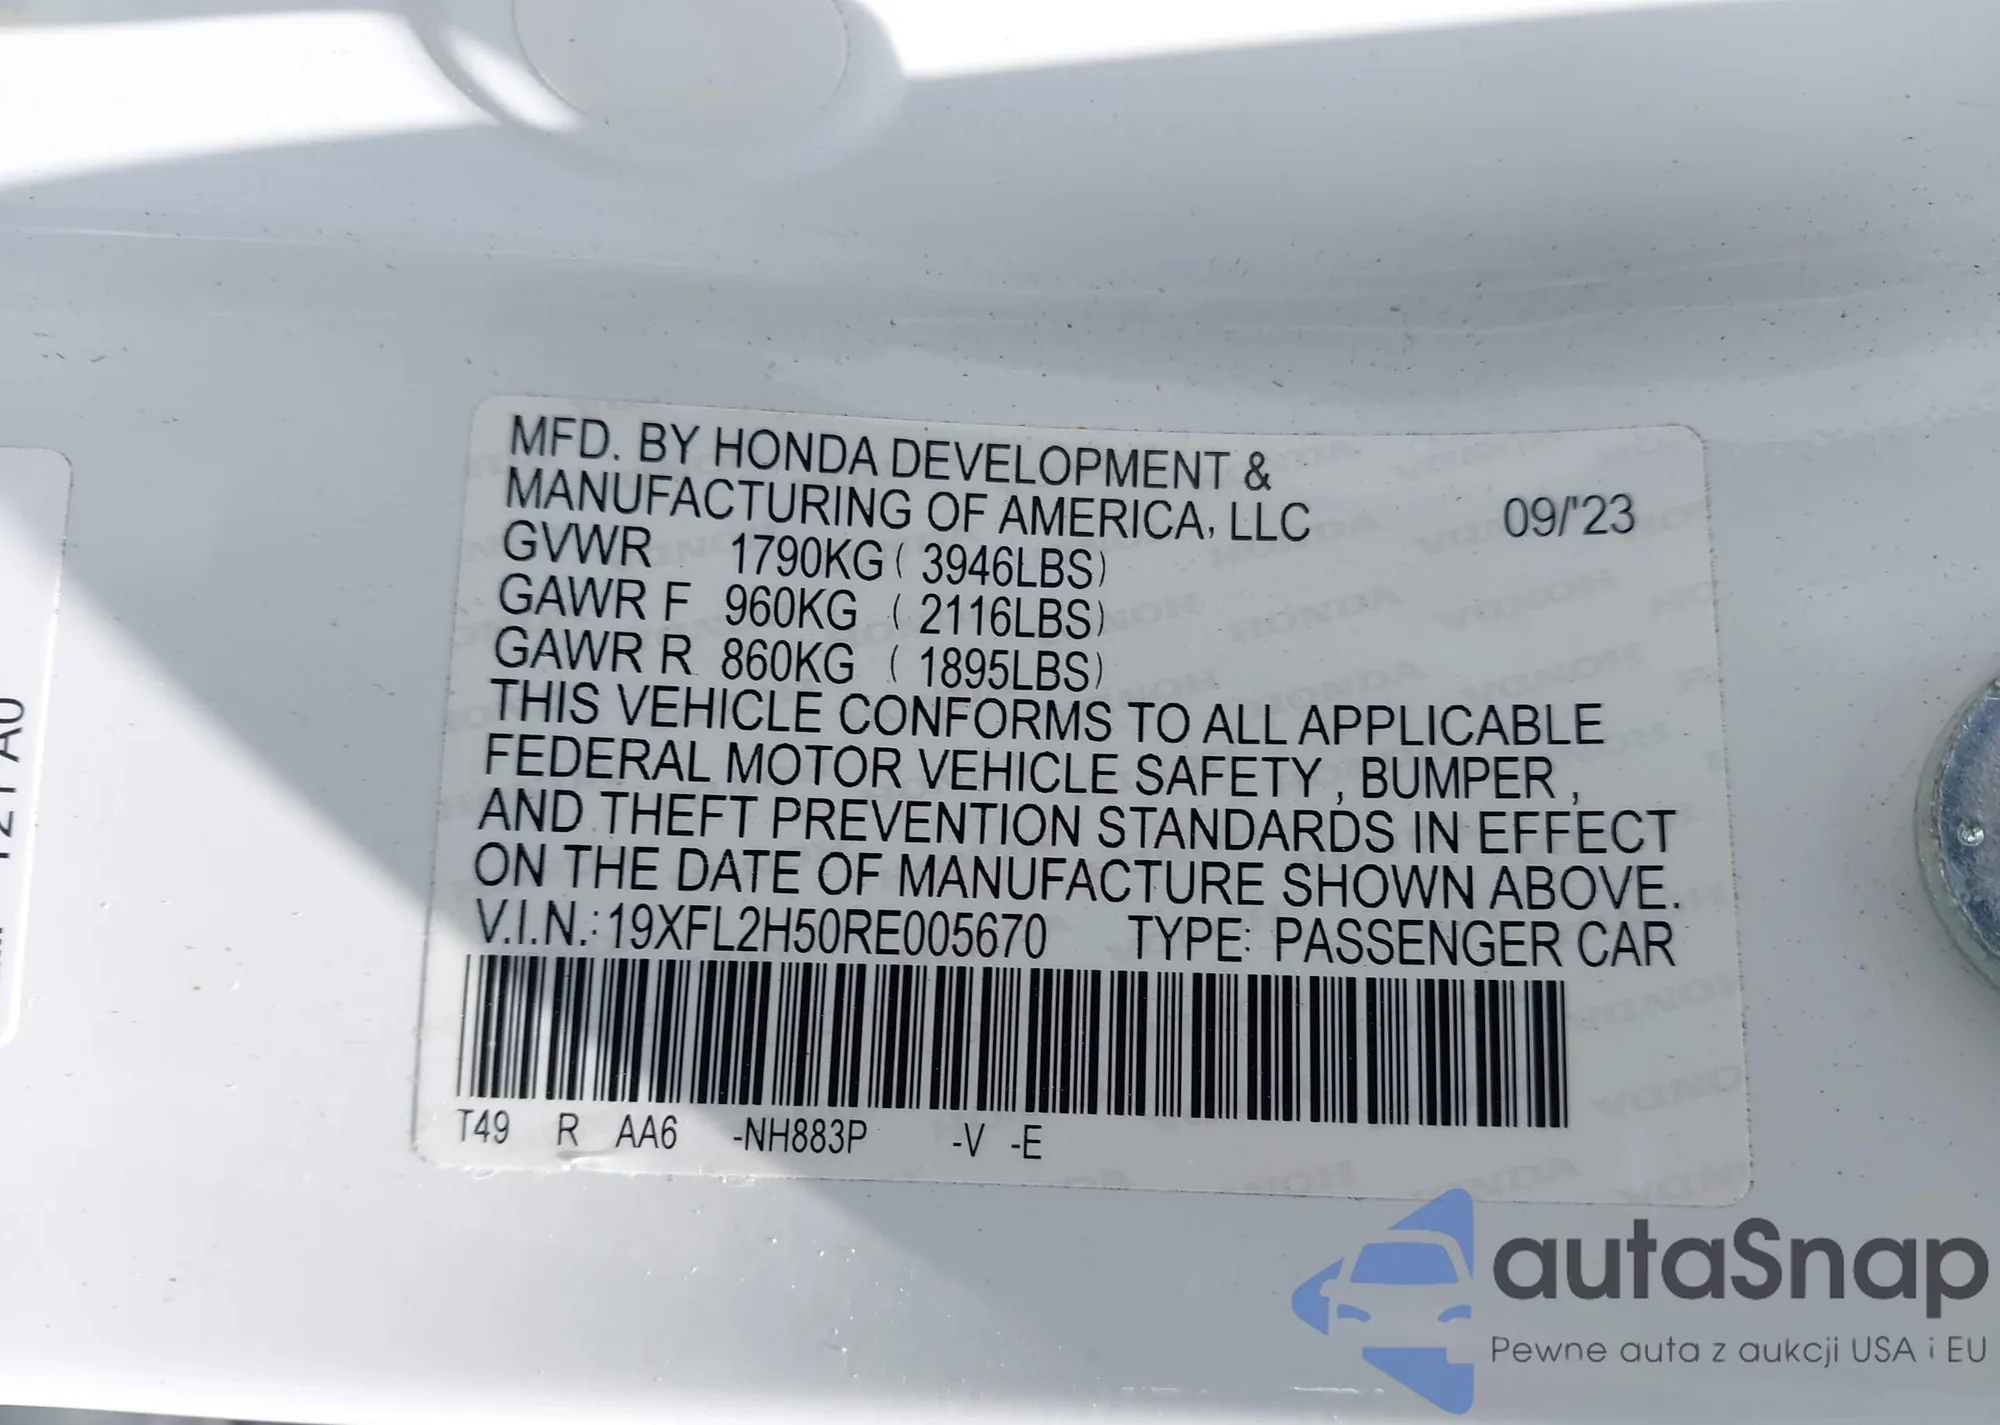 MFD. BY HONDA DEVELOPMENT &
MANUFACTURING OF AMERICA, LLC 09/'23
GVWR 1790KG ( 3946LBS)
GAWR F 960KG ( 2116LBS)
GAWR R 860KG ( 1895LBS)
THIS VEHICLE CONFORMS TO ALL APPLICABLE
FEDERAL MOTOR VEHICLE SAFETY , BUMPER ,
AND THEFT PREVENTION STANDARDS IN EFFECT
ON THE DATE OF MANUFACTURE SHOWN ABOVE.
V.I.N.: 19XFL2H50RE005670 TYPE: PASSENGER CAR
T49 R AA6 -NH883P -V -E
autoSnap
Pewne auta z aukcji USA i EU